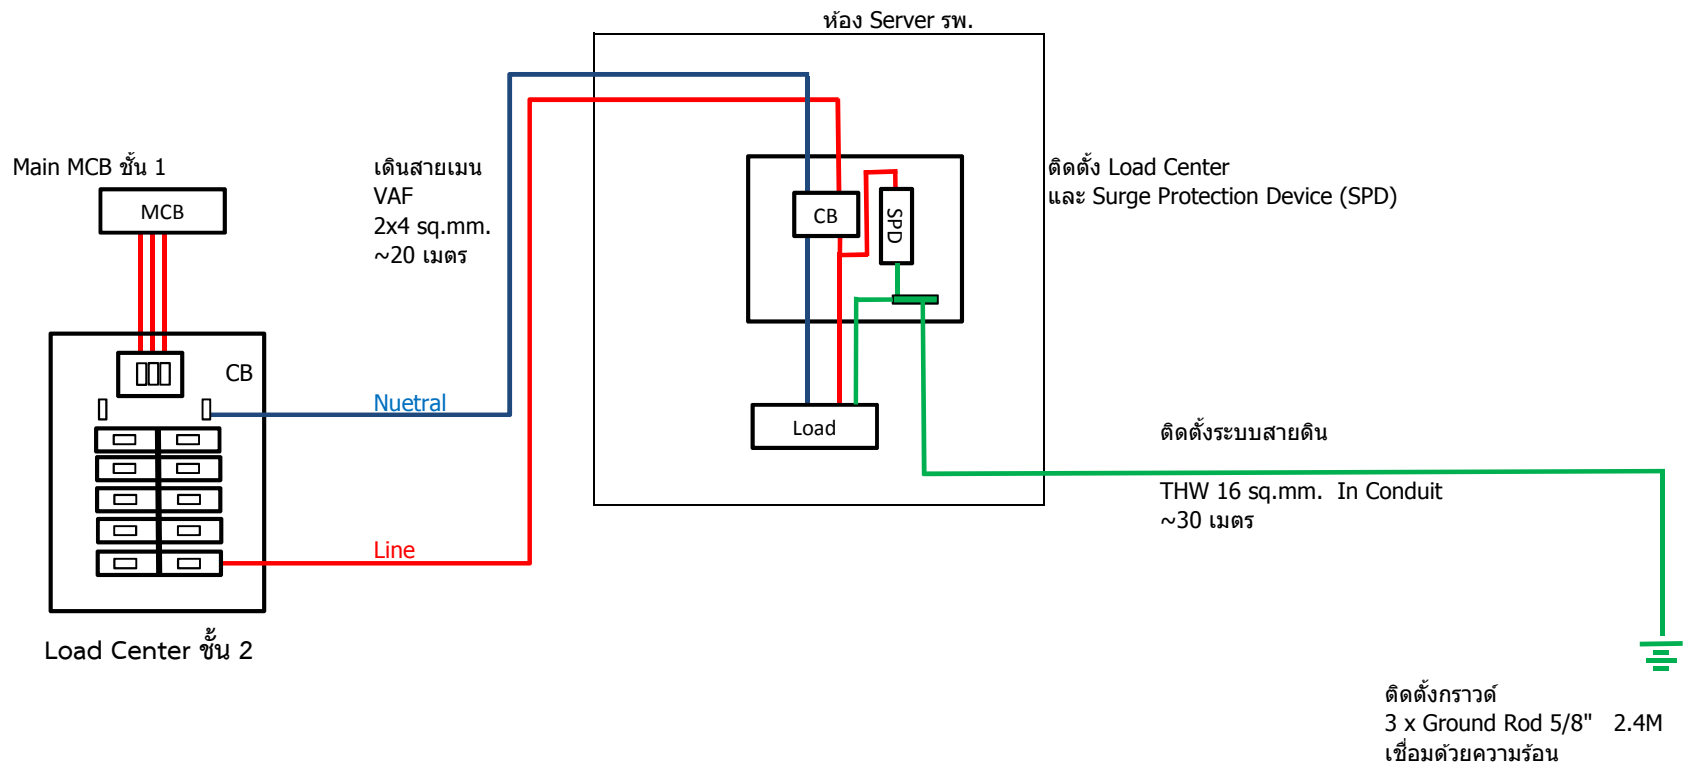 ห้อง Server รพ.
Main MCB ชั้น 1
MCB
เดินสายเมน
VAF
2x4 sq.mm.
~20 เมตร
ติดตั้ง Load Center
และ Surge Protection Device (SPD)
CB
SPD
CB
Nuetral
Load
ติดตั้งระบบสายดิน
THW 16 sq.mm.  In Conduit
~30 เมตร
Line
Load Center ชั้น 2
ติดตั้งกราวด์
3 x Ground Rod 5/8"   2.4M
เชื่อมด้วยความร้อน